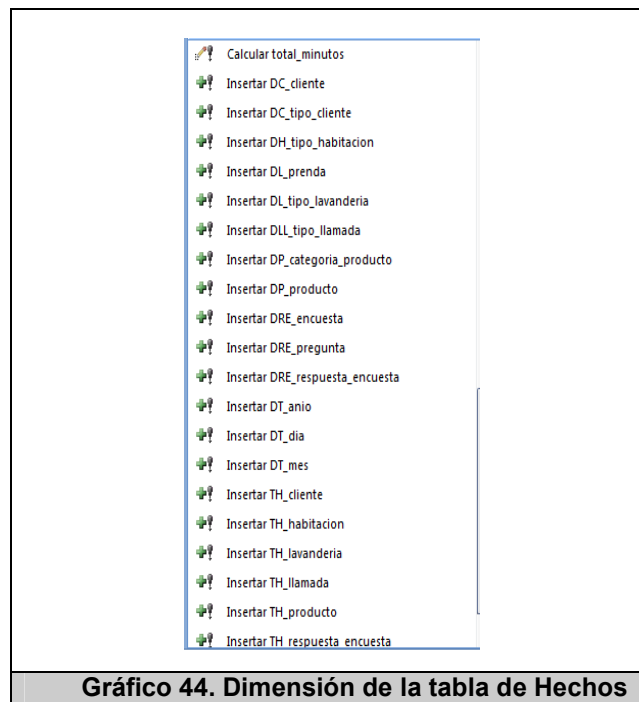 Calcular total_minutos
Insertar DC_cliente
Insertar DC_tipo_cliente
Insertar DH_tipo_habitacion
Insertar DL_prenda
Insertar DL_tipo_lavanderia
Insertar DLL_tipo_llamada
Insertar DP_categoria_producto
Insertar DP_producto
Insertar DRE_encuesta
Insertar DRE_pregunta
Insertar DRE_respuesta_encuesta
Insertar DT_anio
Insertar DT_dia
Insertar DT_mes
Insertar TH_cliente
Insertar TH_habitacion
Insertar TH_lavanderia
Insertar TH_llamada
Insertar TH_producto
Insertar TH_respuesta_encuesta
Gráfico 44. Dimensión de la tabla de Hechos